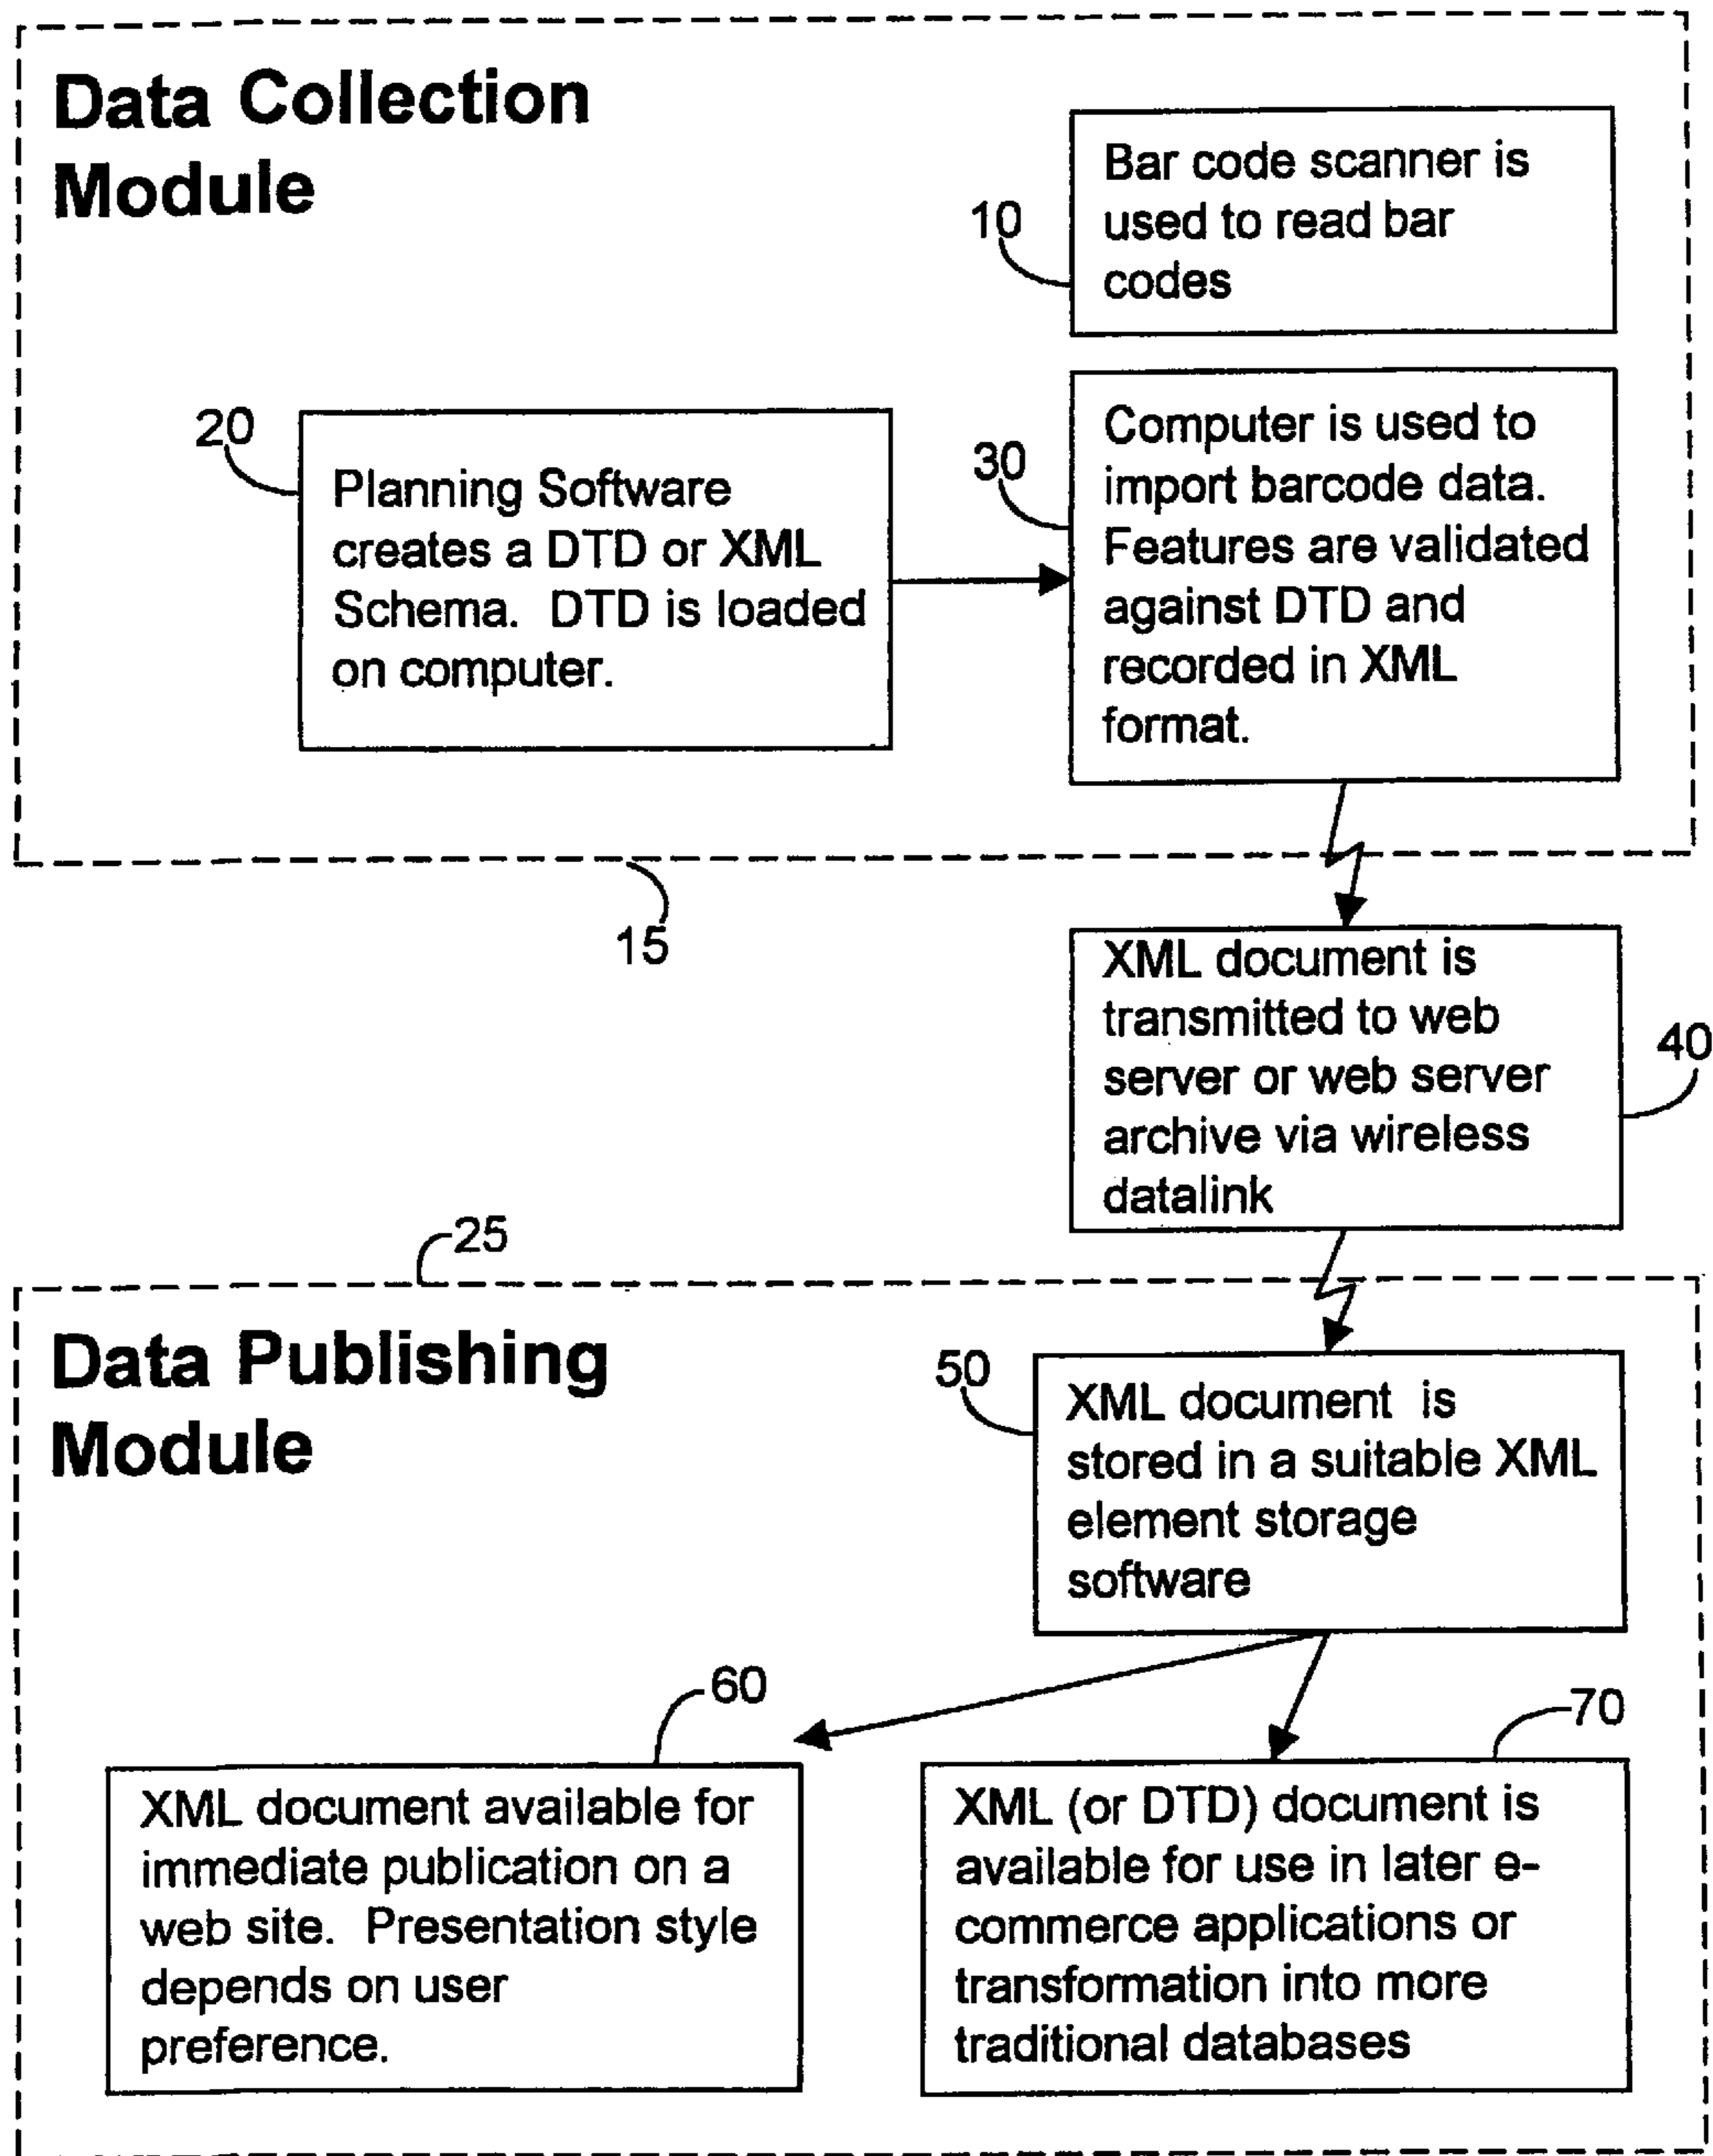 Data Collection
Module
Bar code scanner is
used to read bar
codes
10
20
Planning Software
creates a DTD or XML
Schema.  DTD is loaded
on computer.
30
Computer is used to
import barcode data.
Features are validated
against DTD and
recorded in XML
format.
15
XML document is
transmitted to web
server or web server
archive via wireless
datalink
40
25
Data Publishing
Module
50
XML document  is
stored in a suitable XML
element storage
software
60
XML document available for
immediate publication on a
web site.  Presentation style
depends on user
preference.
70
XML (or DTD) document is
available for use in later e-
commerce applications or
transformation into more
traditional databases